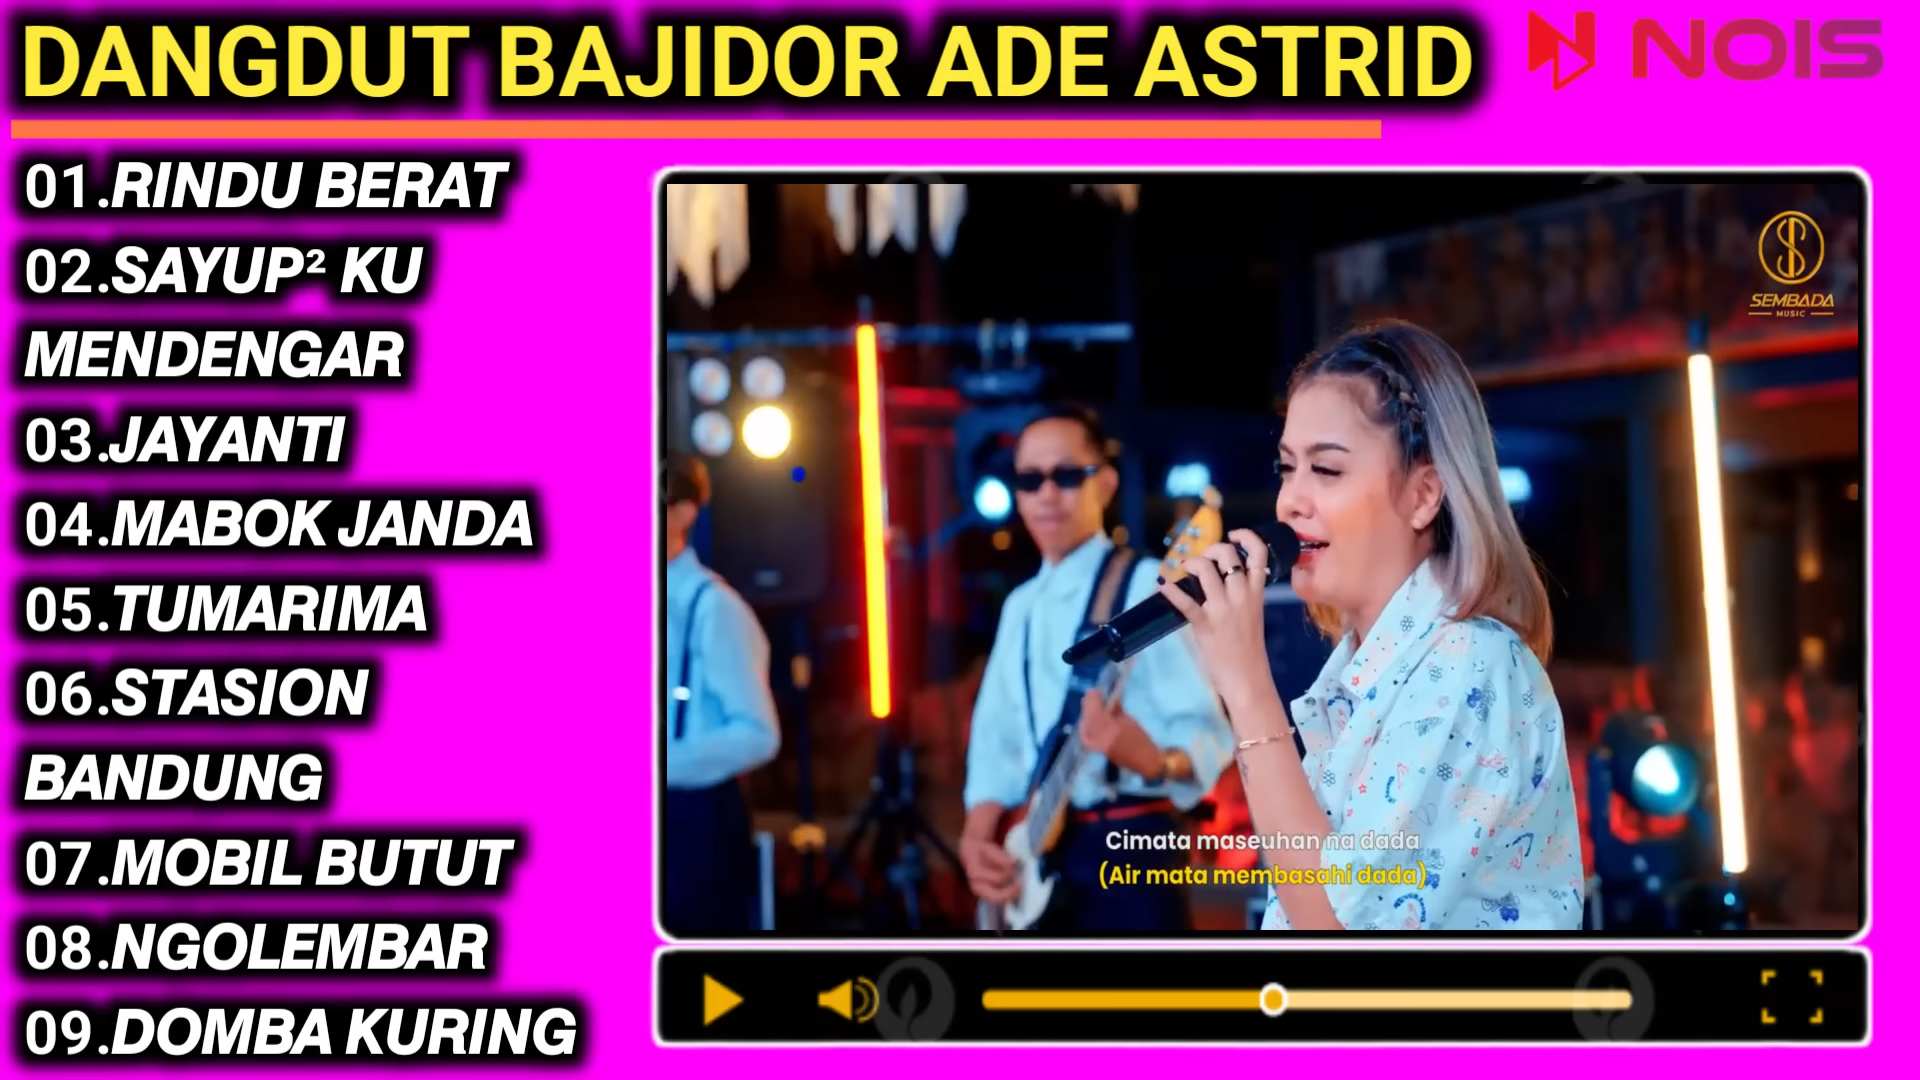 DANGDUT BAJIDOR ADE ASTRID
NOIS
01.RINDU BERAT
02.SAYUP² KU
MENDENGAR
03.JAYANTI
04.MABOK JANDA
05.TUMARIMA
06.STASION
BANDUNG
07.MOBIL BUTUT
08.NGOLEMBAR
09.DOMBA KURING
SEMBADA
MUSIC
Cimata maseuhan na dada
(Air mata membasahi dada)